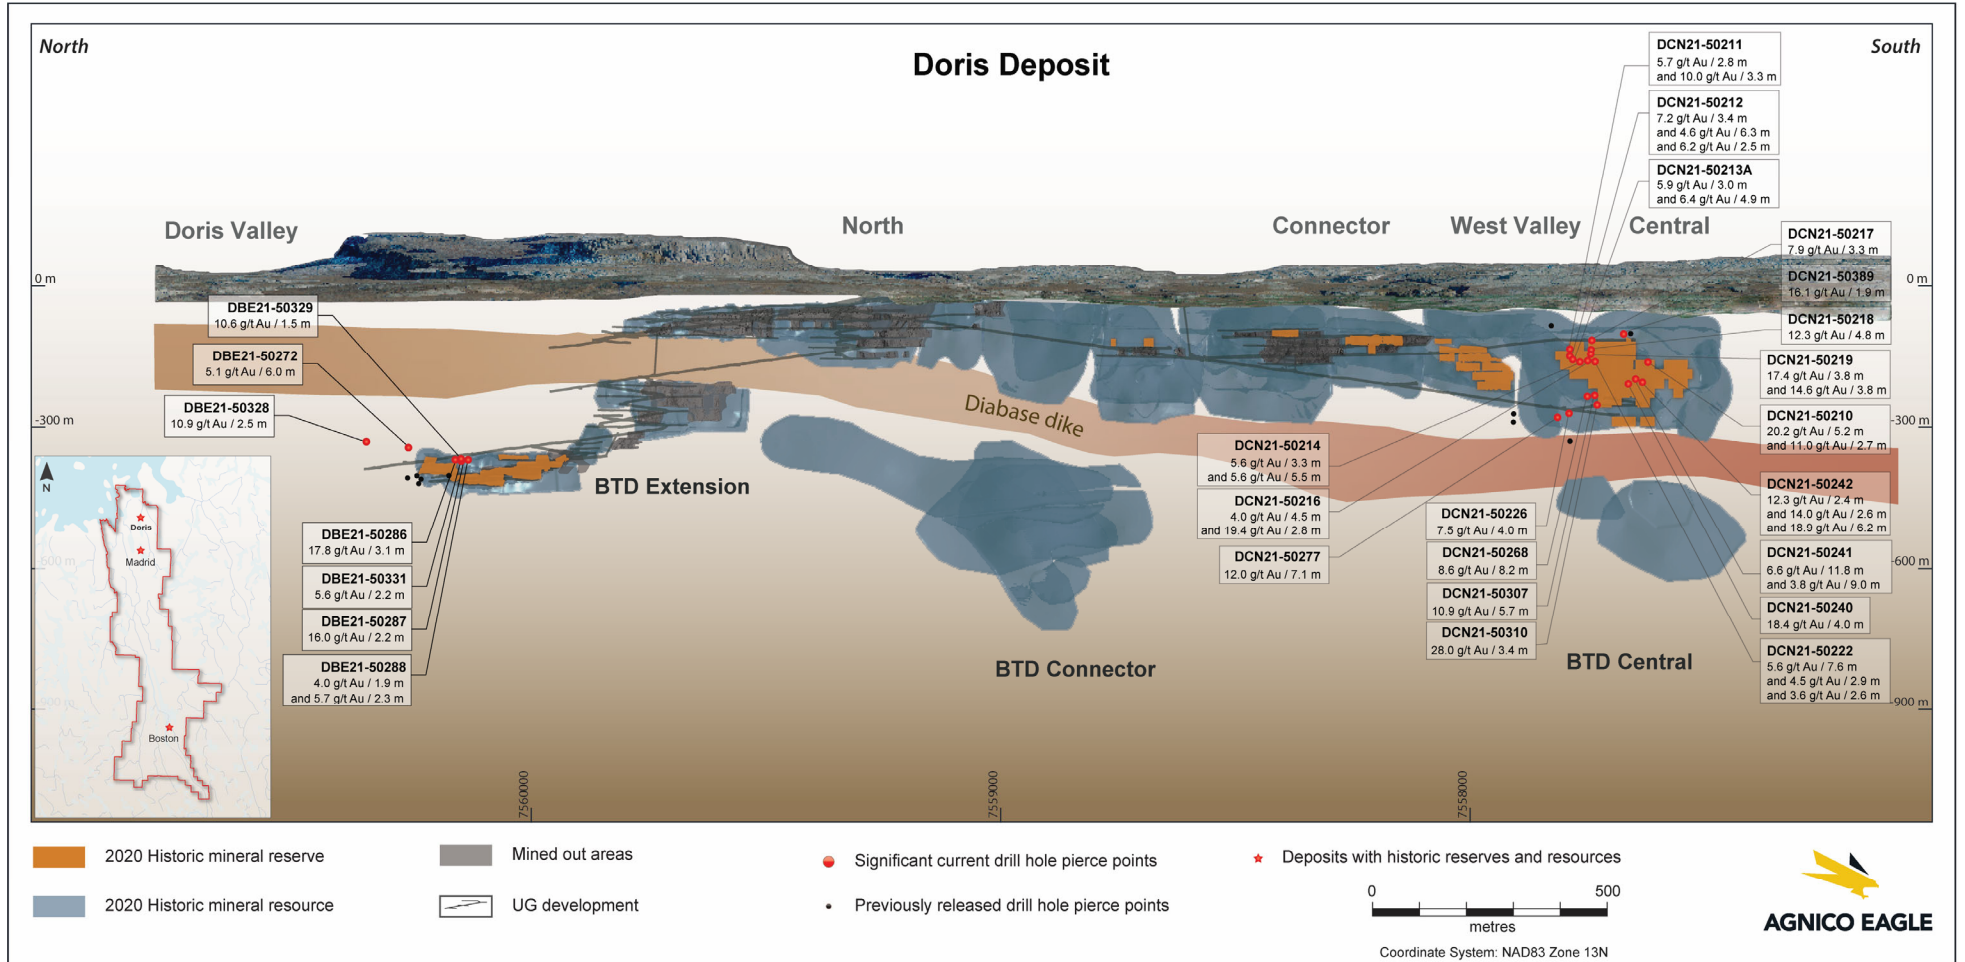 North
Doris Deposit
South
DCN21-50211
5.7 g/t Au / 2.8 m
and 10.0 g/t Au / 3.3 m
DCN21-50212
7.2 g/t Au / 3.4 m
and 4.6 g/t Au / 6.3 m
and 6.2 g/t Au / 2.5 m
DCN21-50213A
5.9 g/t Au / 3.0 m
and 6.4 g/t Au / 4.9 m
Doris Valley
North
Connector
West Valley
Central
DCN21-50217
7.9 g/t Au / 3.3 m
DCN21-50389
16.1 g/t Au / 1.9 m
DCN21-50218
12.3 g/t Au / 4.8 m
DCN21-50219
17.4 g/t Au / 3.8 m
and 14.6 g/t Au / 3.8 m
DCN21-50210
20.2 g/t Au / 5.2 m
and 11.0 g/t Au / 2.7 m
DCN21-50242
12.3 g/t Au / 2.4 m
and 14.0 g/t Au / 2.6 m
and 18.9 g/t Au / 6.2 m
DCN21-50241
6.6 g/t Au / 11.8 m
and 3.8 g/t Au / 9.0 m
DCN21-50240
18.4 g/t Au / 4.0 m
DCN21-50222
5.6 g/t Au / 7.6 m
and 4.5 g/t Au / 2.9 m
and 3.6 g/t Au / 2.6 m
0 m
-300 m
-600 m
-900 m
0 m
-300 m
-600 m
-900 m
DBE21-50329
10.6 g/t Au / 1.5 m
DBE21-50272
5.1 g/t Au / 6.0 m
DBE21-50328
10.9 g/t Au / 2.5 m
Diabase dike
BTD Extension
DBE21-50286
17.8 g/t Au / 3.1 m
DBE21-50331
5.6 g/t Au / 2.2 m
DBE21-50287
16.0 g/t Au / 2.2 m
DBE21-50288
4.0 g/t Au / 1.9 m
and 5.7 g/t Au / 2.3 m
DCN21-50214
5.6 g/t Au / 3.3 m
and 5.6 g/t Au / 5.5 m
DCN21-50216
4.0 g/t Au / 4.5 m
and 19.4 g/t Au / 2.8 m
DCN21-50277
12.0 g/t Au / 7.1 m
DCN21-50226
7.5 g/t Au / 4.0 m
DCN21-50268
8.6 g/t Au / 8.2 m
DCN21-50307
10.9 g/t Au / 5.7 m
DCN21-50310
28.0 g/t Au / 3.4 m
BTD Connector
BTD Central
N
Doris
Madrid
Boston
7560000
7559000
7558000
2020 Historic mineral reserve
2020 Historic mineral resource
Mined out areas
UG development
Significant current drill hole pierce points
Previously released drill hole pierce points
Deposits with historic reserves and resources
0 500
metres
Coordinate System: NAD83 Zone 13N
AGNICO EAGLE